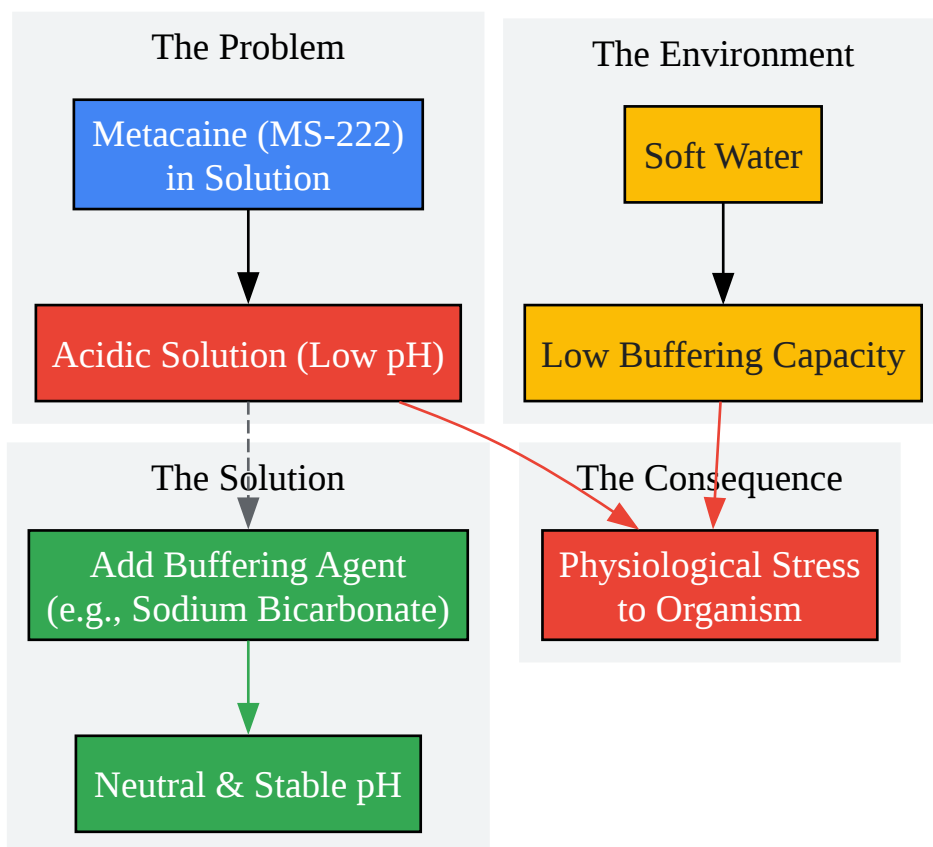 The Problem
Metacaine (MS-222)
in Solution
Acidic Solution (Low pH)
The Environment
Soft Water
Low Buffering Capacity
The Solution
Add Buffering Agent
(e.g., Sodium Bicarbonate)
Neutral & Stable pH
The Consequence
Physiological Stress
to Organism